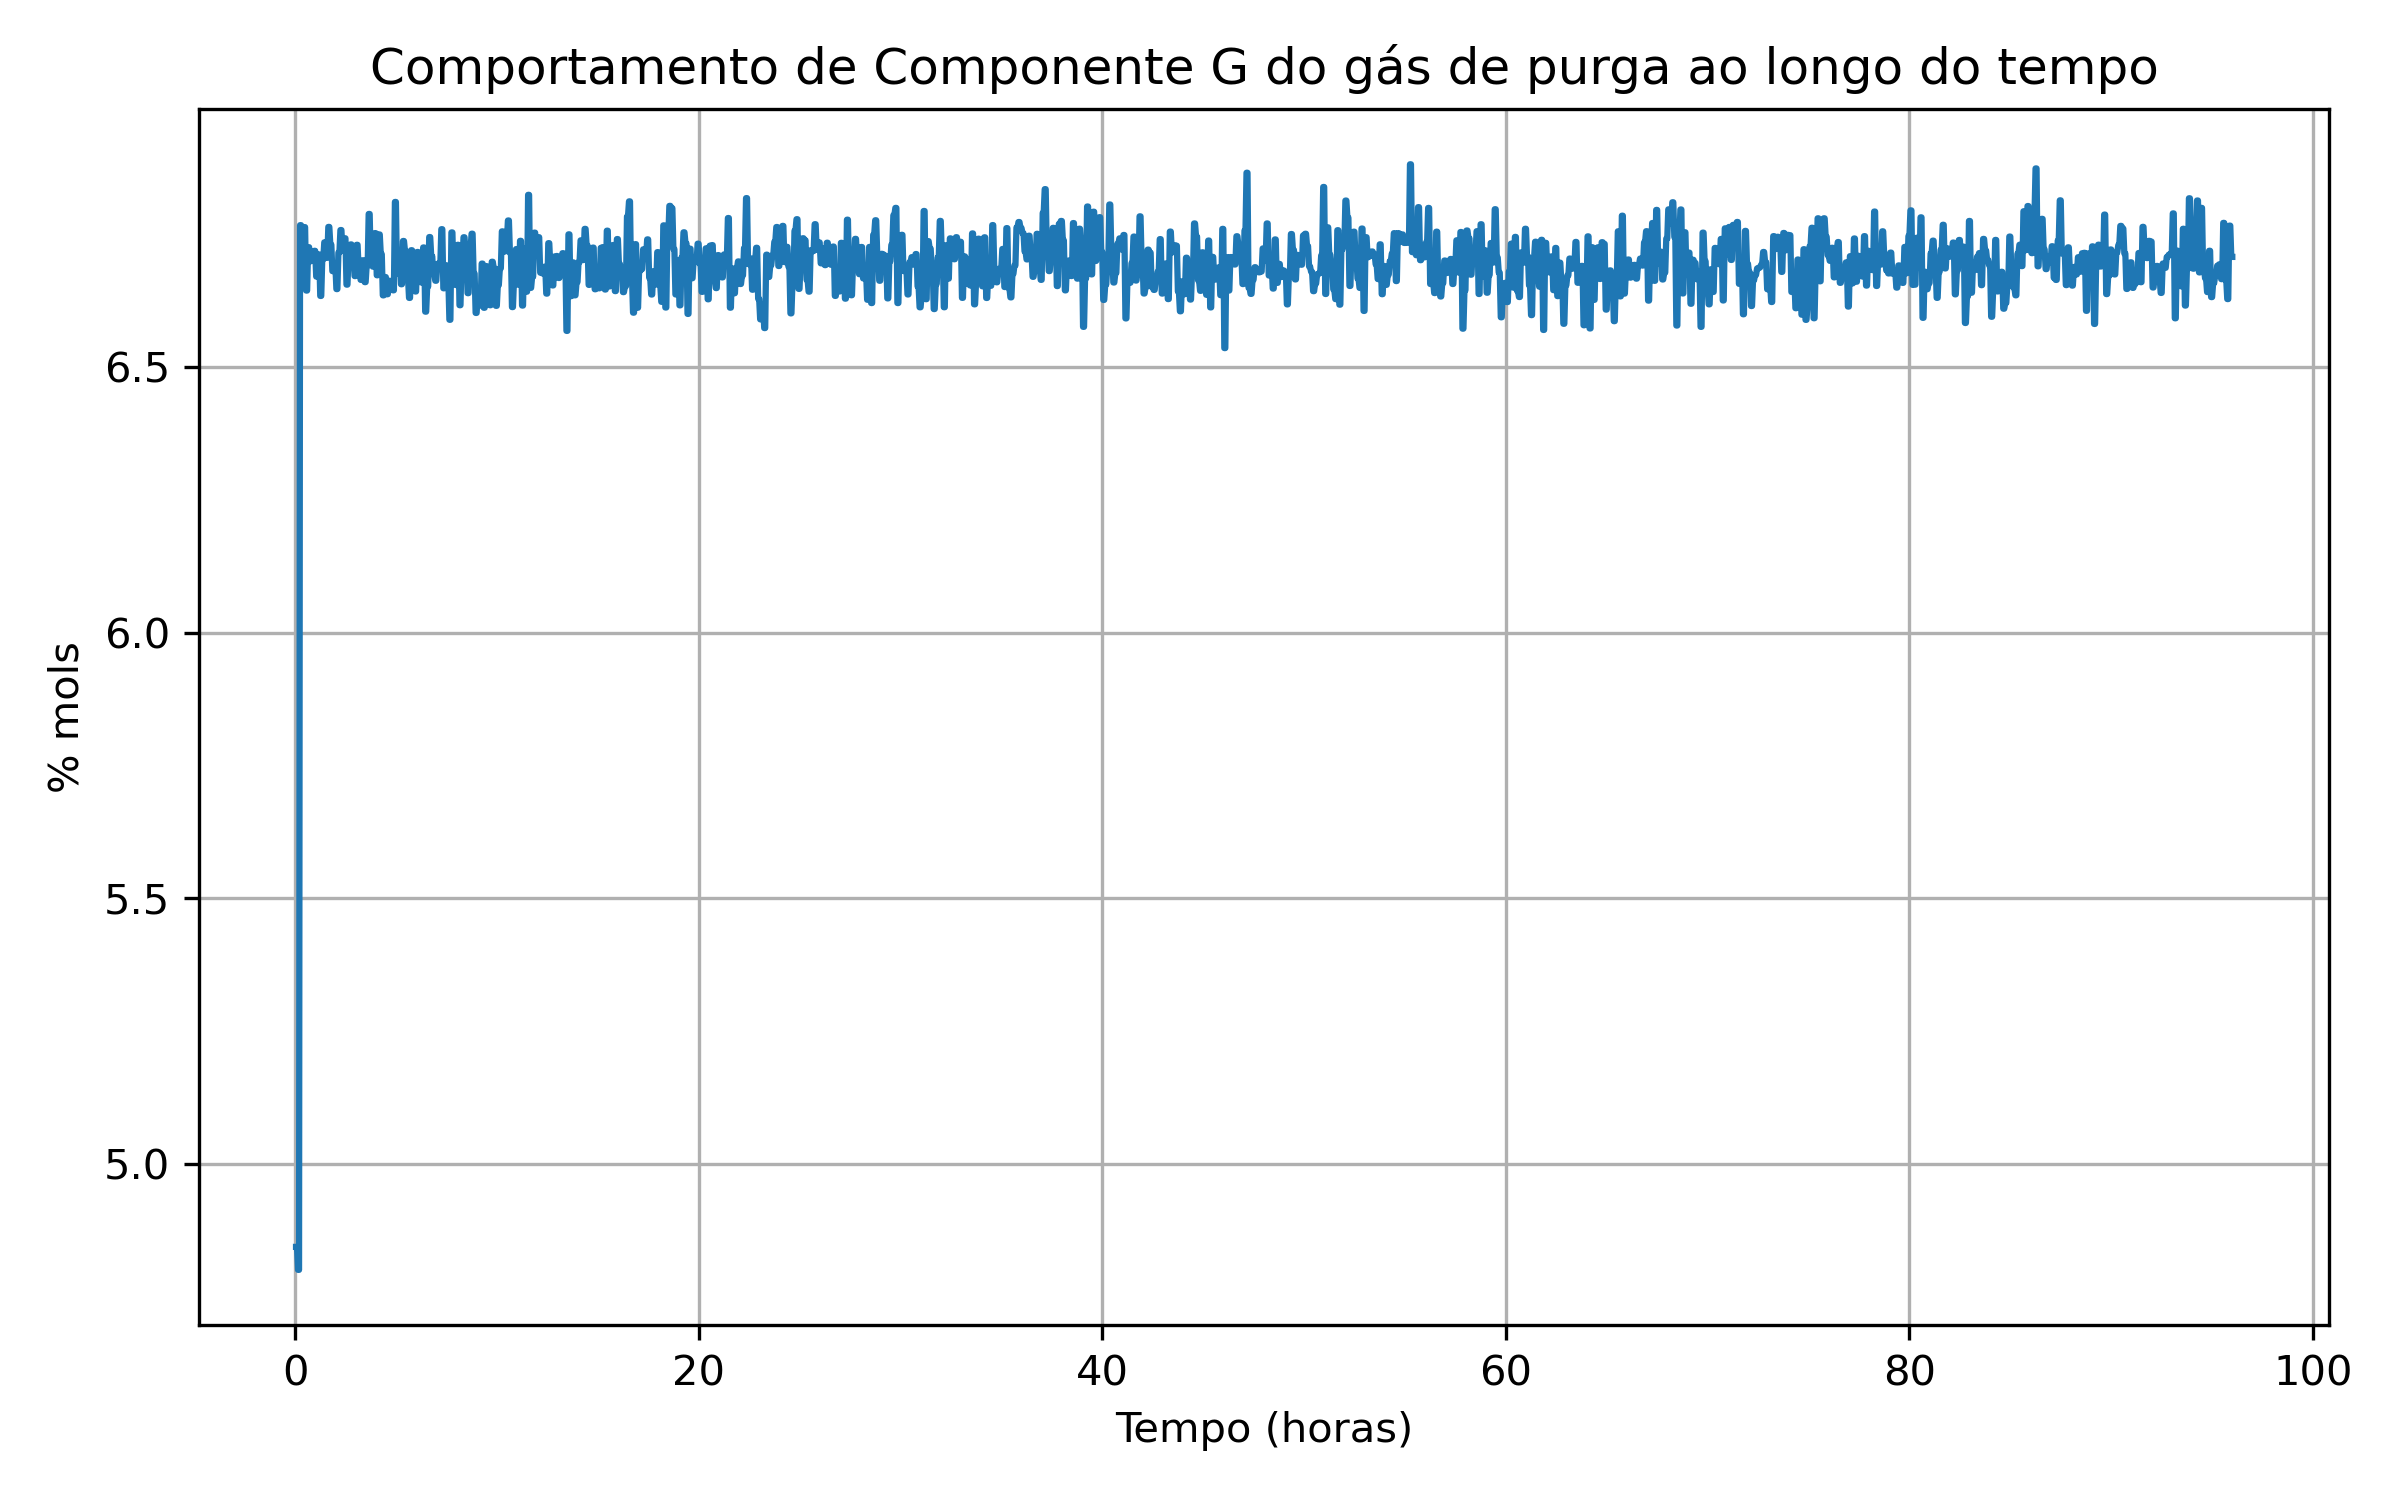 Comportamento de Componente G do gás de purga ao longo do tempo
% mols
6.5
6.0
5.5
5.0
0 20 40 60 80 100
Tempo (horas)